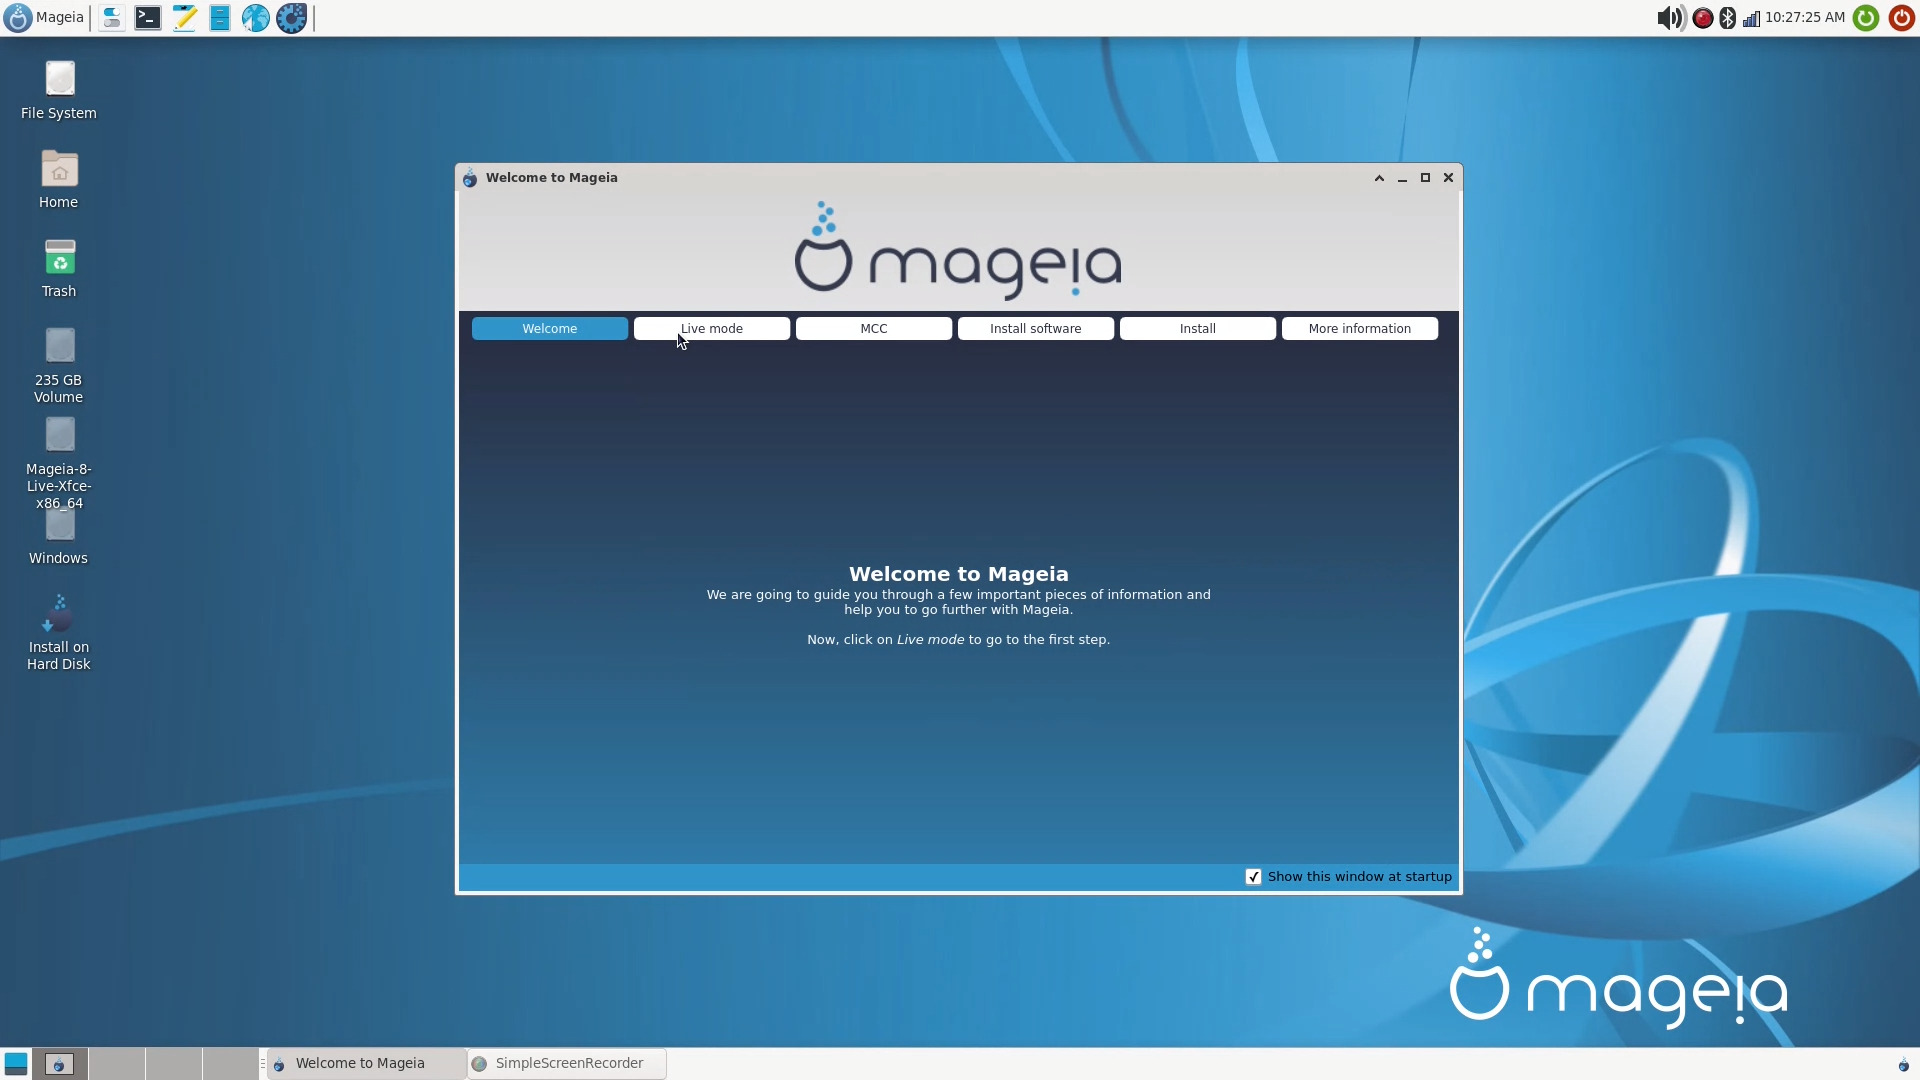 Mageia
10:27:25 AM
File System
Home
Trash
235 GB
Volume
Mageia-8-
Live-Xfce-
x86_64
Windows
Install on
Hard Disk
Welcome to Mageia
mageia
Welcome
Live mode
MCC
Install software
Install
More information
Welcome to Mageia
We are going to guide you through a few important pieces of information and
help you to go further with Mageia.
Now, click on Live mode to go to the first step.
Show this window at startup
mageia
Welcome to Mageia
SimpleScreenRecorder